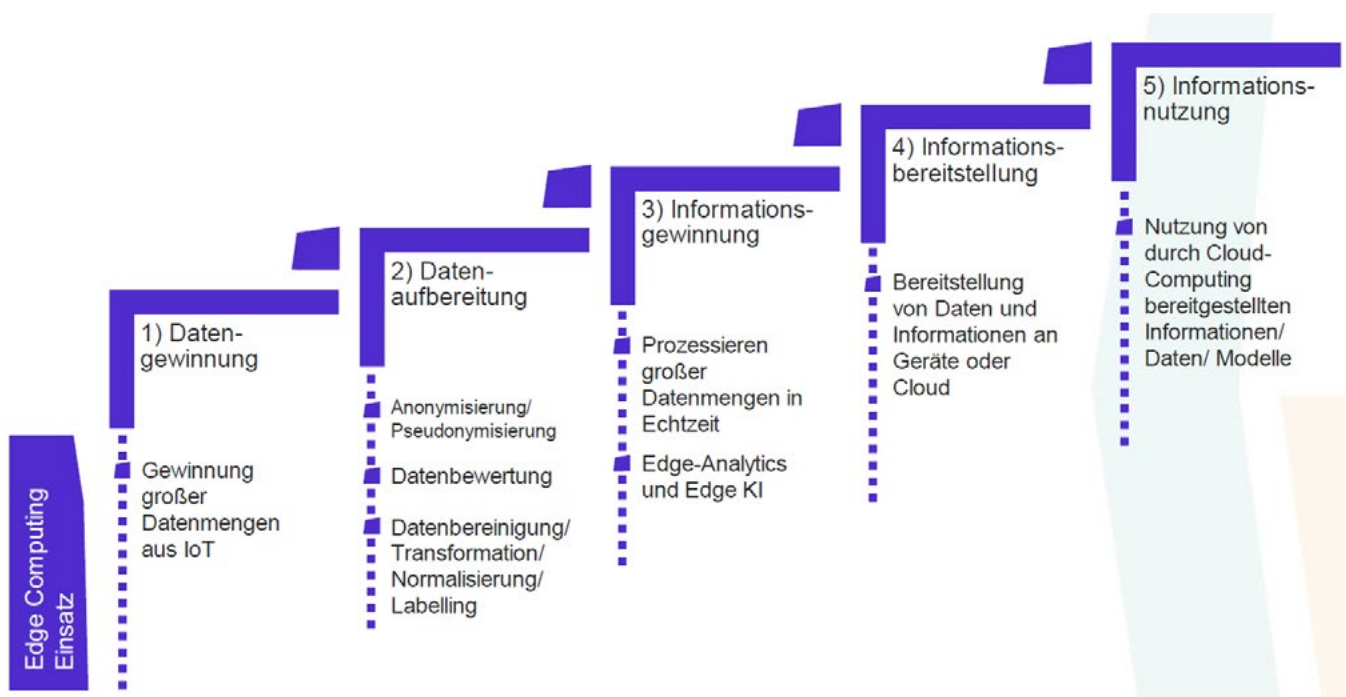 Edge Computing
Einsatz
1) Daten-
gewinnung
Gewinnung
großer
Datenmengen
aus IoT
2) Daten-
aufbereitung
Anonymisierung/
Pseudonymisierung
Datenbewertung
Datenbereinigung/
Transformation/
Normalisierung/
Labelling
3) Informations-
gewinnung
Prozessieren
großer
Datenmengen in
Echtzeit
Edge-Analytics
und Edge KI
4) Informations-
bereitstellung
Bereitstellung
von Daten und
Informationen an
Geräte oder
Cloud
5) Informations-
nutzung
Nutzung von
durch Cloud-
Computing
bereitgestellten
Informationen/
Daten/ Modelle